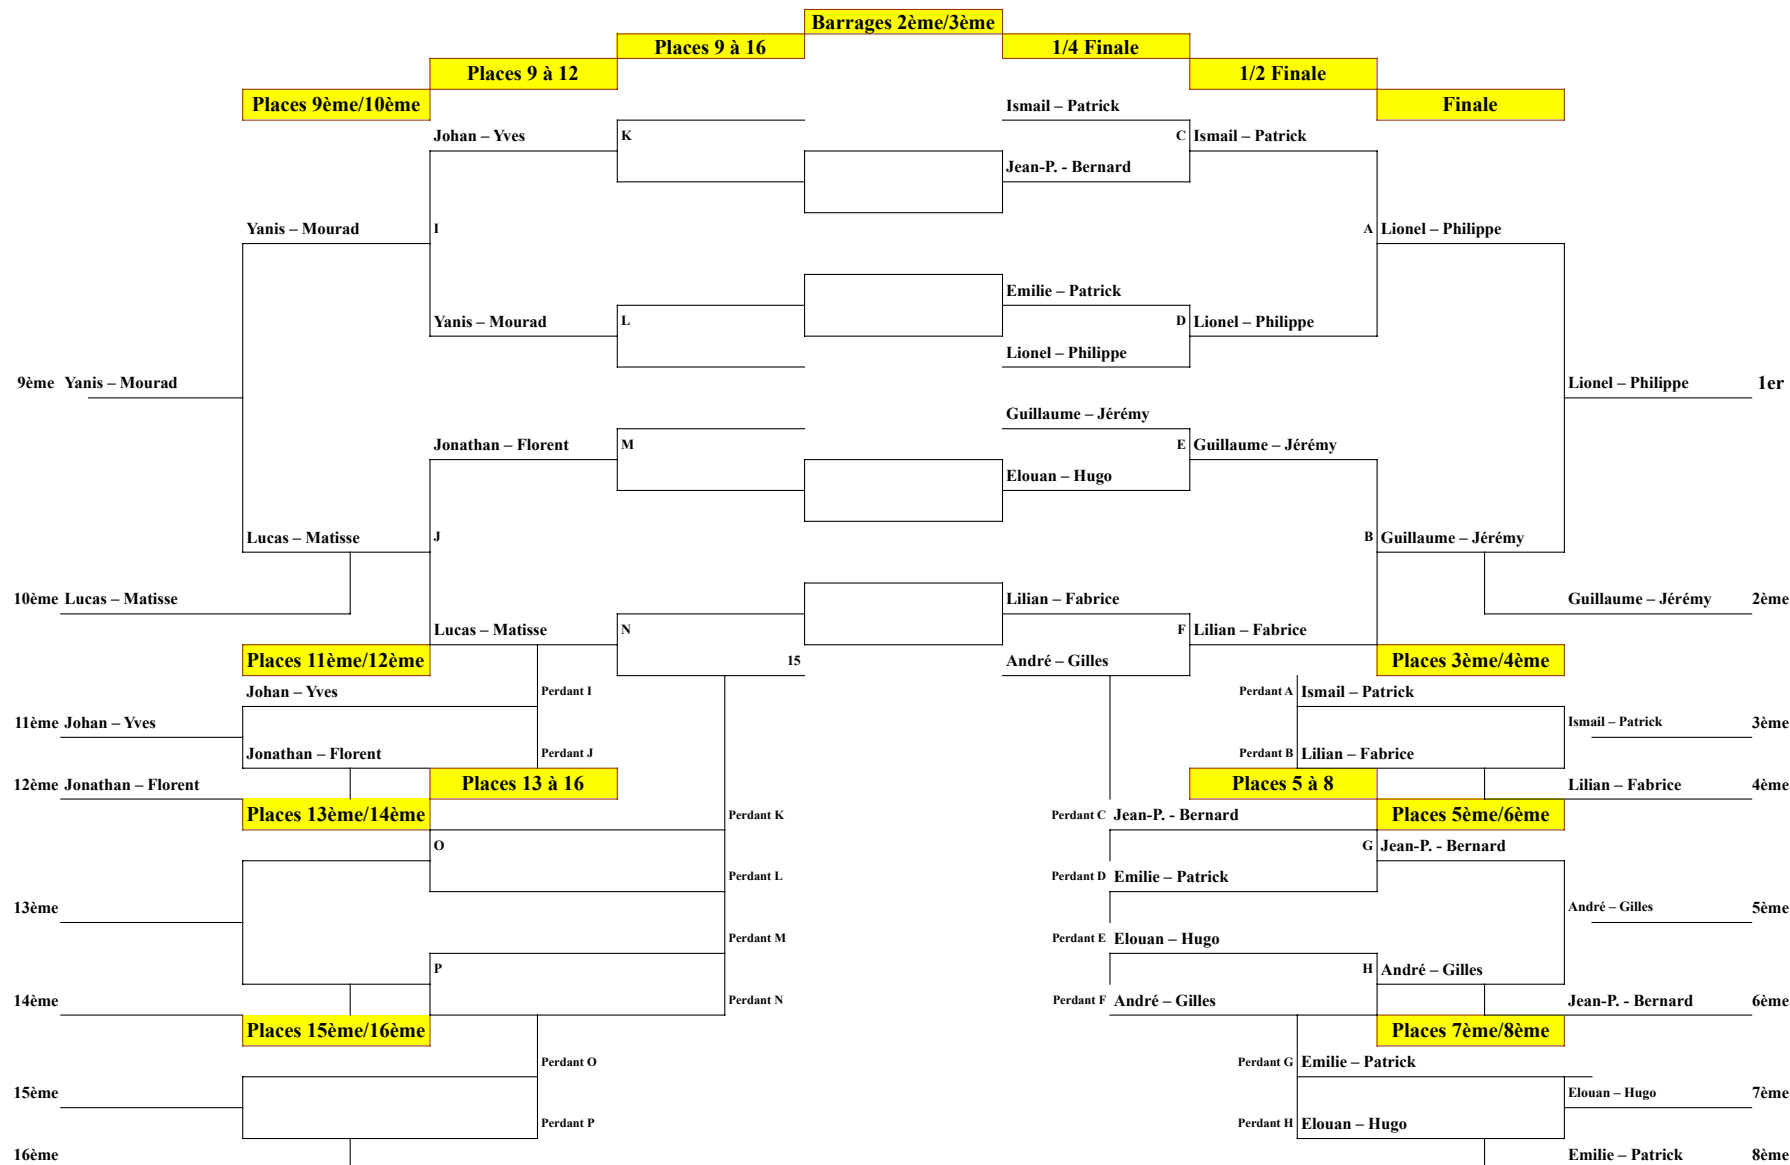 Barrages 2ème/3ème
Places 9 à 16 1/4 Finale
Places 9 à 12 1/2 Finale
Places 9ème/10ème Ismail – Patrick Finale
Johan – Yves K C Ismail – Patrick
Jean-P. - Bernard
Yanis – Mourad I A Lionel – Philippe
Emilie – Patrick
Yanis – Mourad L D Lionel – Philippe
Lionel – Philippe
9ème Yanis – Mourad Lionel – Philippe 1er
Guillaume – Jérémy
Jonathan – Florent M E Guillaume – Jérémy
Elouan – Hugo
Lucas – Matisse J B Guillaume – Jérémy
10ème Lucas – Matisse Lilian – Fabrice Guillaume – Jérémy 2ème
Lucas – Matisse N F Lilian – Fabrice
Places 11ème/12ème 15 André – Gilles Places 3ème/4ème
Johan – Yves Perdant I Perdant A Ismail – Patrick
11ème Johan – Yves Ismail – Patrick 3ème
Jonathan – Florent Perdant J Perdant B Lilian – Fabrice
12ème Jonathan – Florent Places 13 à 16 Places 5 à 8 Lilian – Fabrice 4ème
Places 13ème/14ème Perdant K Perdant C Jean-P. - Bernard Places 5ème/6ème
O G Jean-P. - Bernard
Perdant L Perdant D Emilie – Patrick
13ème André – Gilles 5ème
Perdant M Perdant E Elouan – Hugo
P H André – Gilles
14ème Perdant N Perdant F André – Gilles Jean-P. - Bernard 6ème
Places 15ème/16ème Places 7ème/8ème
Perdant O Perdant G Emilie – Patrick
15ème Elouan – Hugo 7ème
Perdant P Perdant H Elouan – Hugo
16ème Emilie – Patrick 8ème